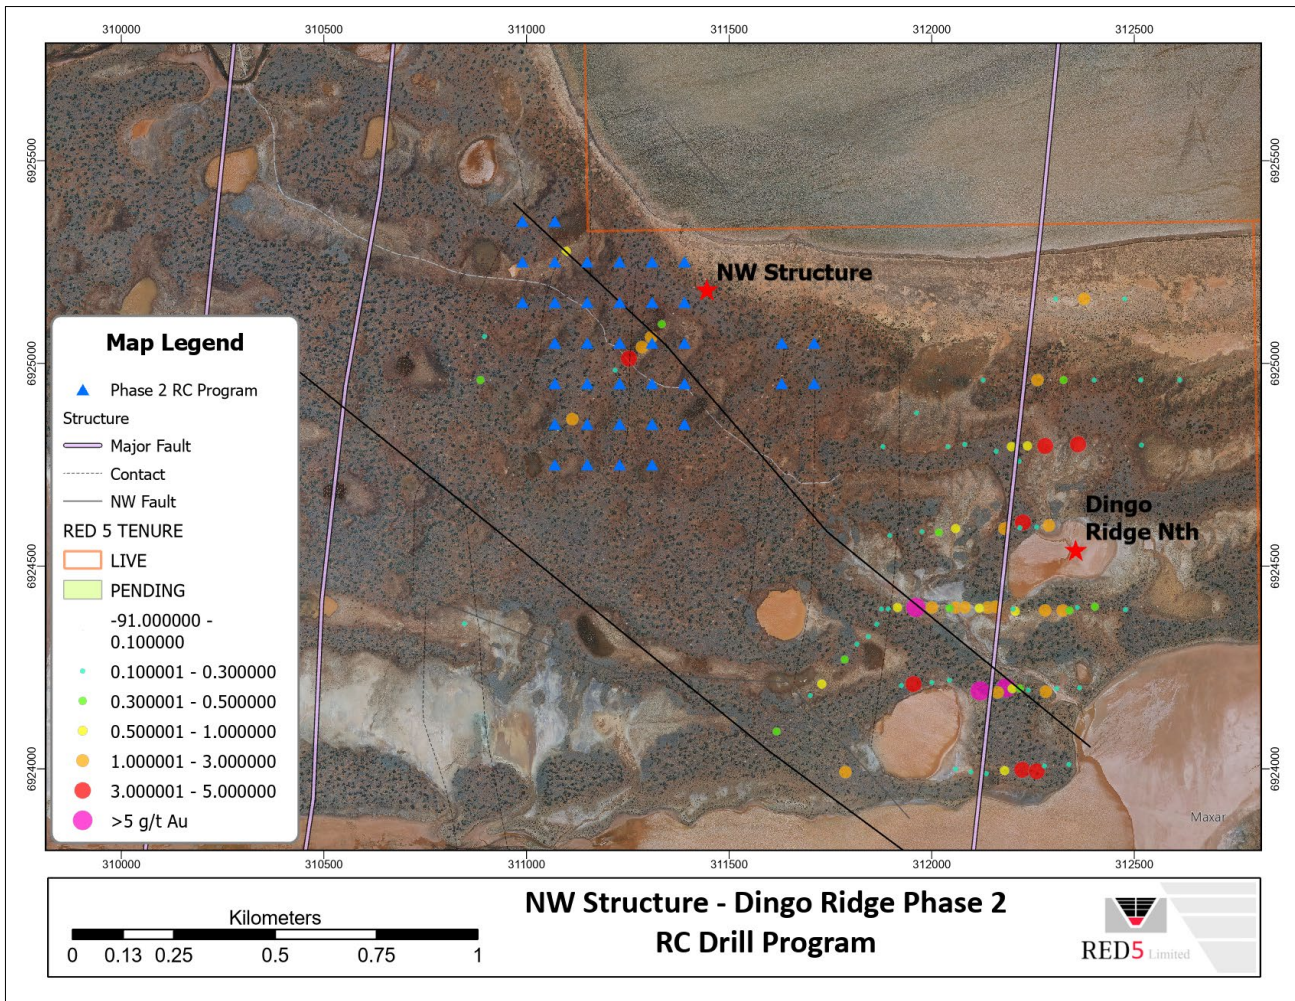 310000 310500 311000 311500 312000 312500
6925500 6925500
N
NW Structure
6925000 6925000
Map Legend
Phase 2 RC Program
Structure
Major Fault
Contact
NW Fault
RED 5 TENURE
LIVE
PENDING
-91.000000 -
0.100000
0.100001 - 0.300000
0.300001 - 0.500000
0.500001 - 1.000000
1.000001 - 3.000000
3.000001 - 5.000000
>5 g/t Au
Dingo
Ridge Nth
6924500 6924500
6924000 6924000
Maxar
310000 310500 311000 311500 312000 312500
Kilometers
0 0.13 0.25 0.5 0.75 1
NW Structure - Dingo Ridge Phase 2
RC Drill Program
RED5 Limited